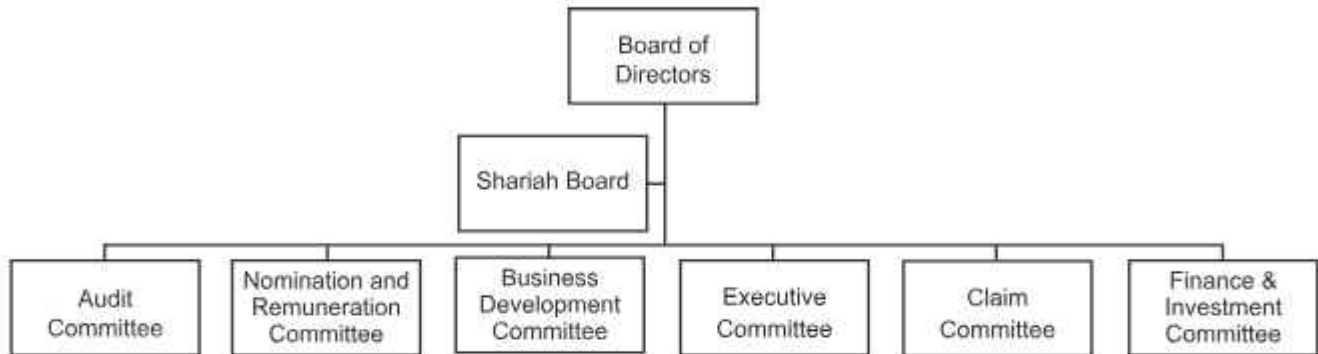 Board of
Directors
Shariah Board
Audit
Committee
Nomination and
Remuneration
Committee
Business
Development
Committee
Executive
Committee
Claim
Committee
Finance &
Investment
Committee